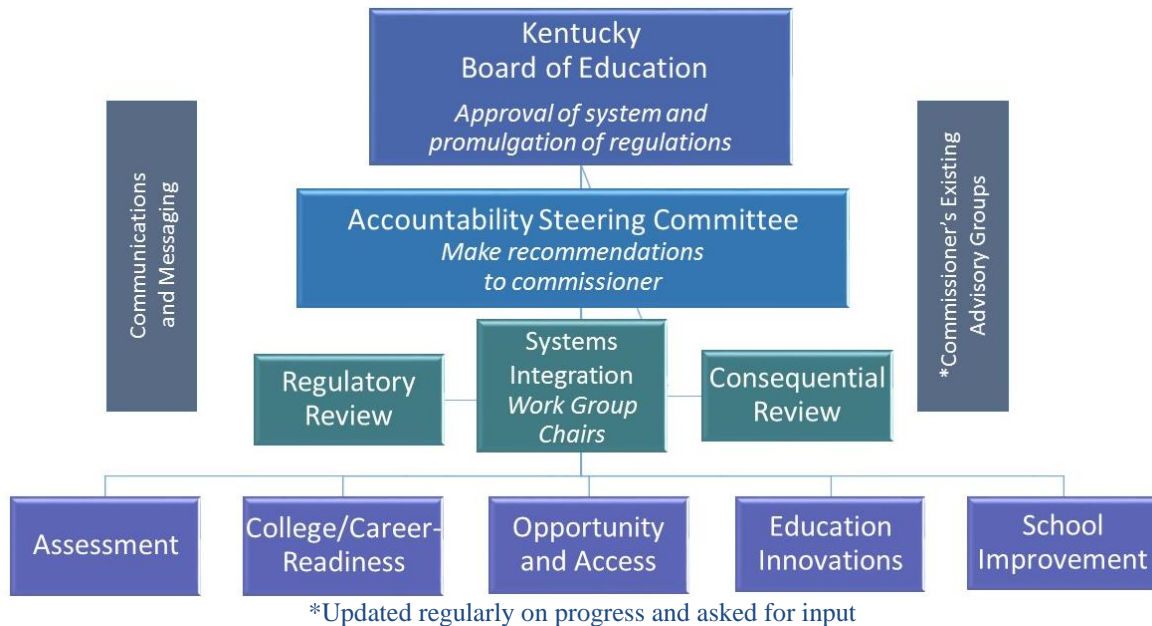 Kentucky
Board of Education
Approval of system and
promulgation of regulations
Communications
and Messaging
*Commissioner's Existing
Advisory Groups
Accountability Steering Committee
Make recommendations
to commissioner
Systems
Integration
Work Group
Chairs
Regulatory
Review
Consequential
Review
Assessment
College/Career-
Readiness
Opportunity
and Access
Education
Innovations
School
Improvement
*Updated regularly on progress and asked for input